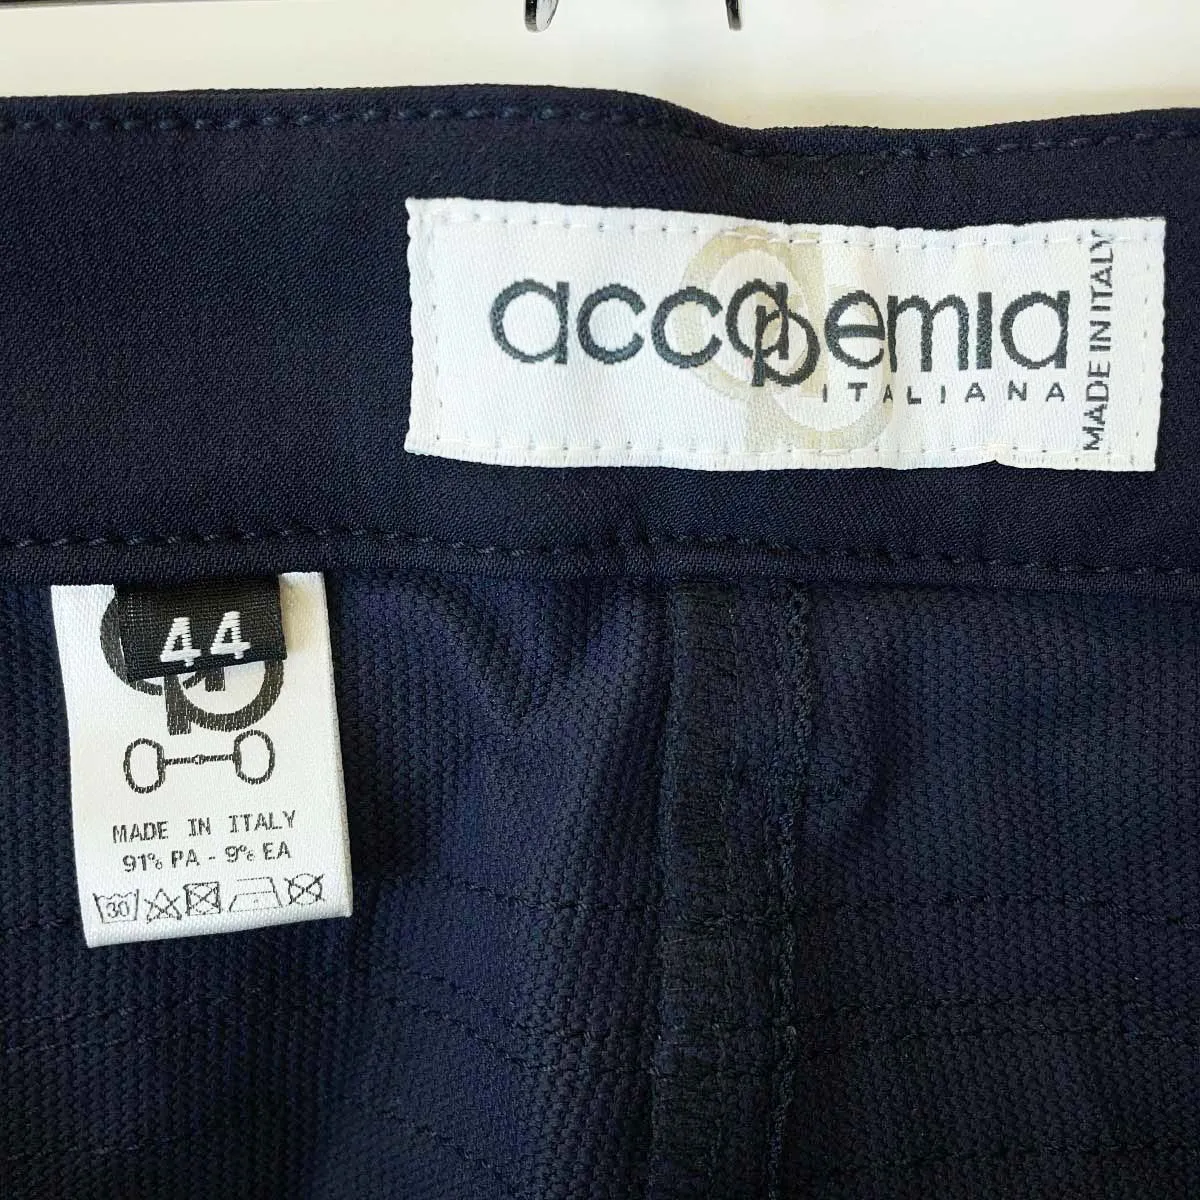 accademia
ITALIANA
MADE IN ITALY
44
MADE IN ITALY
91% PA - 9% EA
30